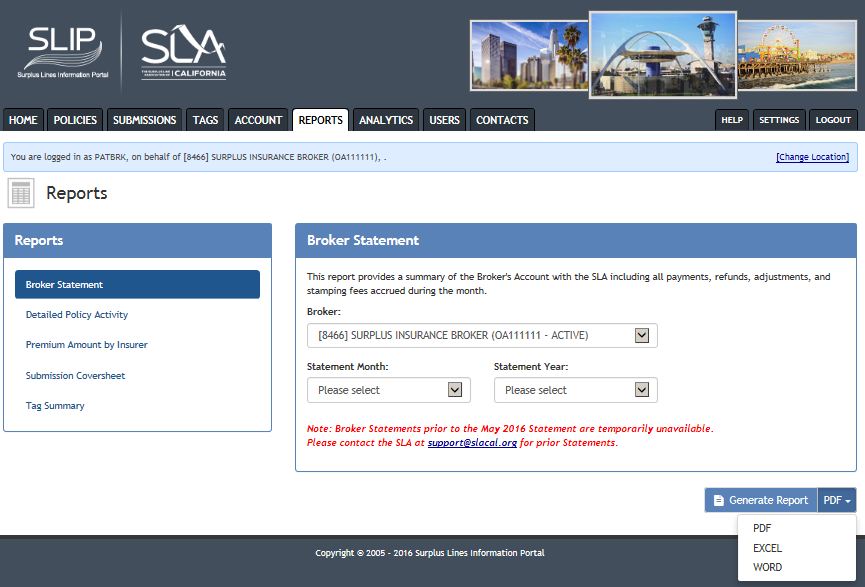 SLIP
Surplus Lines Information Portal
SLA
THE SURPLUS LINE ASSOCIATION OF CALIFORNIA
HOME POLICIES SUBMISSIONS TAGS ACCOUNT REPORTS ANALYTICS USERS CONTACTS HELP SETTINGS LOGOUT
You are logged in as PATBRK, on behalf of [8466] SURPLUS INSURANCE BROKER (OA111111), . [Change Location]
Reports
Reports
Broker Statement
Detailed Policy Activity
Premium Amount by Insurer
Submission Coversheet
Tag Summary
Broker Statement
This report provides a summary of the Broker's Account with the SLA including all payments, refunds, adjustments, and
stamping fees accrued during the month.
Broker:
[8466] SURPLUS INSURANCE BROKER (OA111111 - ACTIVE)
Statement Month: Statement Year:
Please select Please select
Note: Broker Statements prior to the May 2016 Statement are temporarily unavailable.
Please contact the SLA at support@slacal.org for prior Statements.
Generate Report PDF
PDF
EXCEL
WORD
Copyright © 2005 - 2016 Surplus Lines Information Portal